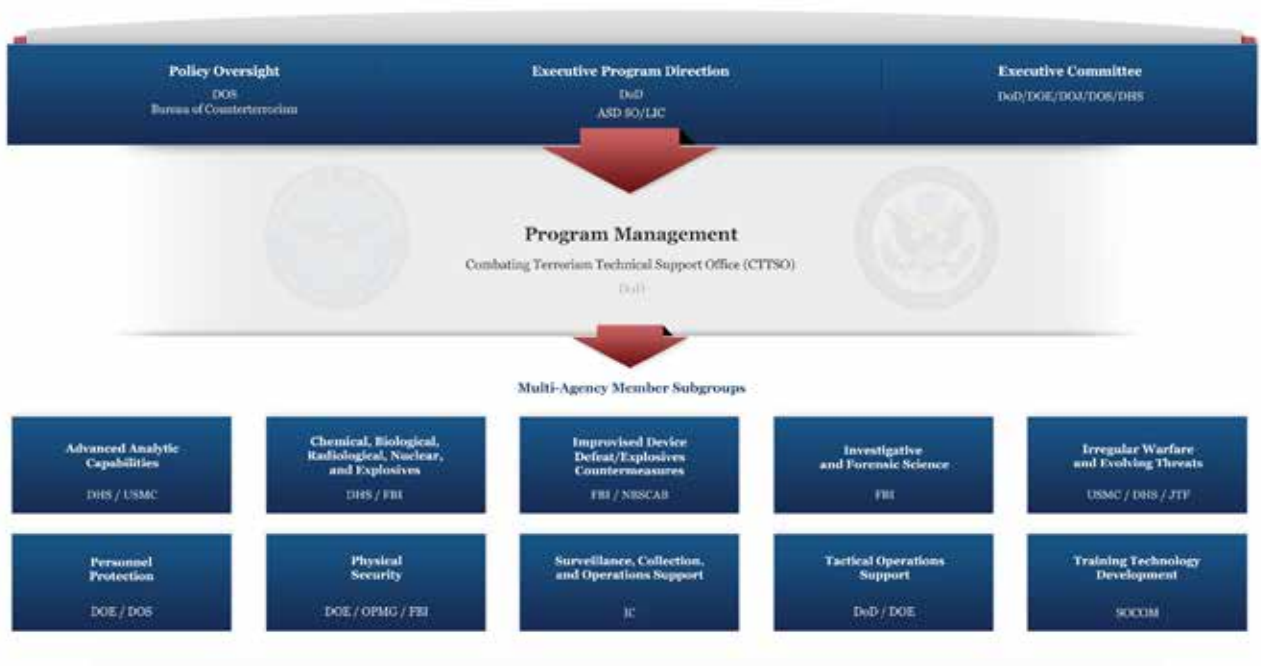 Policy Oversight
DOS
Bureau of Counterterrorism
Executive Program Direction
DoD
ASD SO/LIC
Executive Committee
DoD/DOE/DOJ/DOS/DHS
Program Management
Combating Terrorism Technical Support Office (CTTSO)
DoD
Multi-Agency Member Subgroups
Advanced Analytic
Capabilities
DHS / USMC
Chemical, Biological,
Radiological, Nuclear,
and Explosives
DHS / FBI
Improvised Device
Defeat/Explosives
Countermeasures
FBI / NBSCAB
Investigative
and Forensic Science
FBI
Irregular Warfare
and Evolving Threats
USMC / DHS / JTF
Personnel
Protection
DOE / DOS
Physical
Security
DOE / OPMG / FBI
Surveillance, Collection,
and Operations Support
IC
Tactical Operations
Support
DoD / DOE
Training Technology
Development
SOCOM